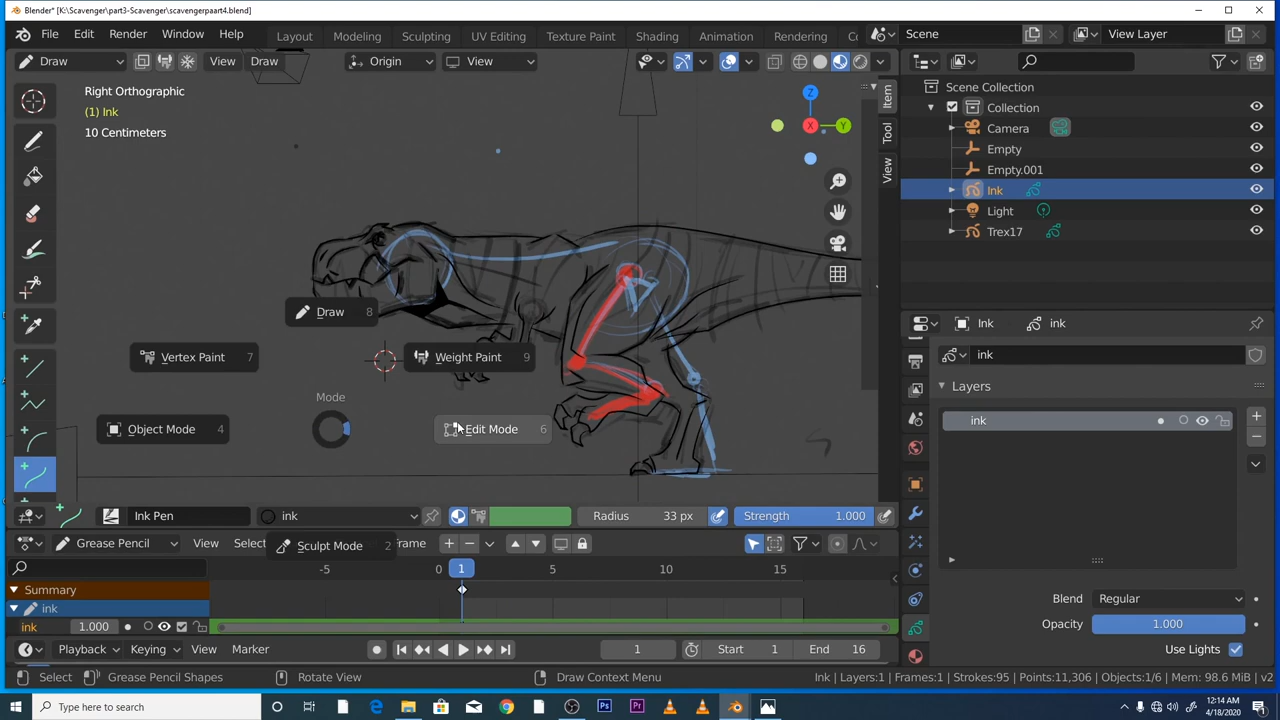 Blender* [K:\Scavenger\part3-Scavenger\scavengerpaart4.blend]
File Edit Render Window Help Layout Modeling Sculpting UV Editing Texture Paint Shading Animation Rendering Scene View Layer
Draw View Draw Origin View
Right Orthographic
(1) Ink
10 Centimeters
Z
X
Y
Item
Tool
View
Scene Collection
Collection
Camera
Empty
Empty.001
Ink
Light
Trex17
Draw 8
Vertex Paint 7
Weight Paint 9
Mode
Object Mode 4
Edit Mode 6
Sculpt Mode 2
Ink ink
ink
Layers
ink
Blend Regular
Opacity 1.000
Use Lights
Ink Pen ink Radius 33 px Strength 1.000
Grease Pencil View Select Frame
-5 0 1 5 10 15
Summary
ink
ink 1.000
Playback Keying View Marker 1 Start 1 End 16
Select Grease Pencil Shapes Rotate View Draw Context Menu Ink | Layers:1 | Frames:1 | Strokes:95 | Points:11,306 | Objects:1/6 | Mem: 98.6 MiB | v2
Type here to search
12:14 AM
4/18/2020